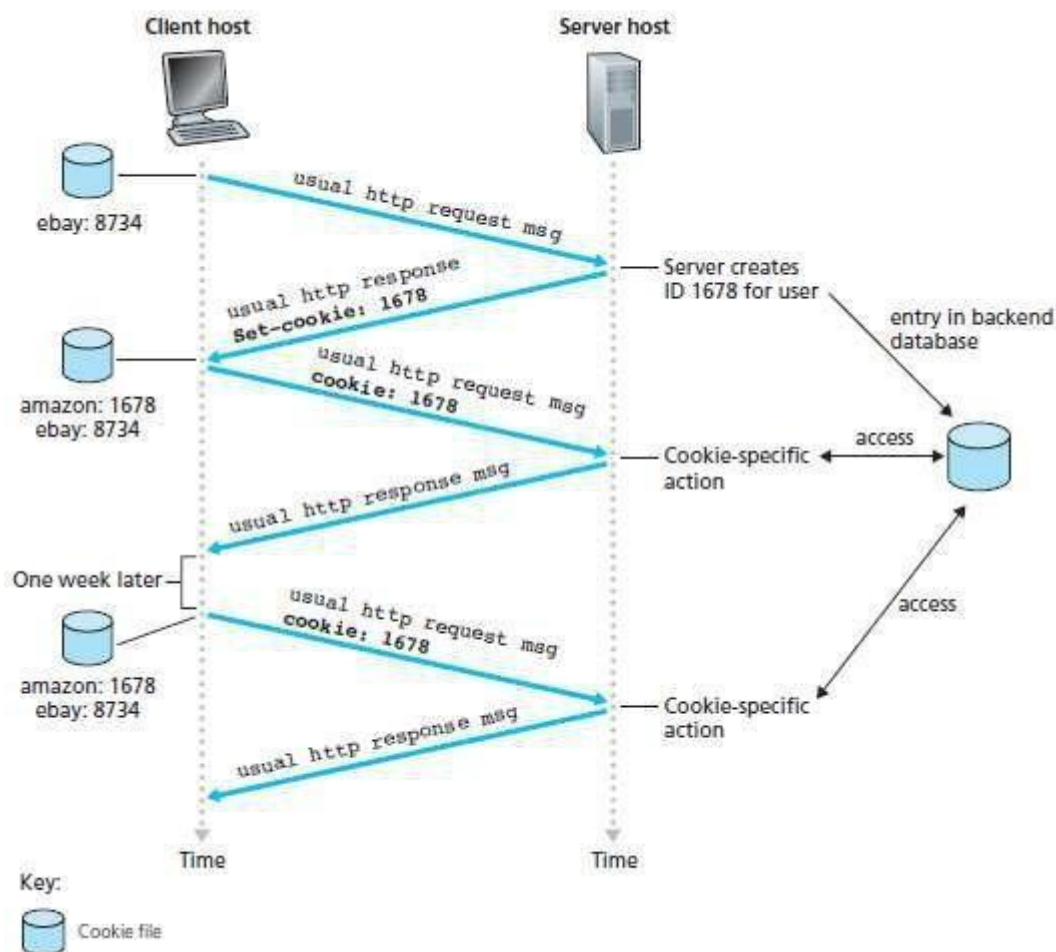 Client host
Server host
usual http request msg
ebay: 8734
Server creates
ID 1678 for user
entry in backend
database
usual http response
Set-cookie: 1678
usual http request msg
cookie: 1678
amazon: 1678
ebay: 8734
access
Cookie-specific
action
usual http response msg
One week later
access
usual http request msg
cookie: 1678
amazon: 1678
ebay: 8734
Cookie-specific
action
usual http response msg
Time
Time
Key:
Cookie file